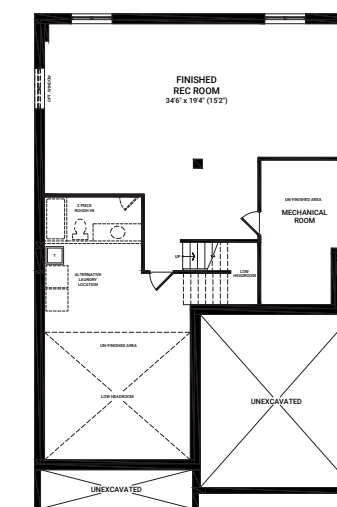 OPT. WINDOW
FINISHED
REC ROOM
34'6" x 19'4" (15'2")
UN-FINISHED AREA
MECHANICAL
ROOM
3 PIECE
ROUGH-IN
UP
LOW
HEADROOM
T
ALTERNATIVE
LAUNDRY
LOCATION
UN-FINISHED AREA
LOW HEADROOM
UNEXCAVATED
UNEXCAVATED